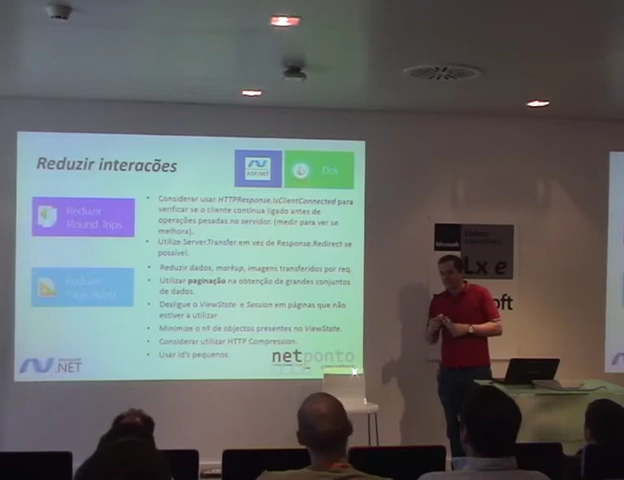 Reduzir interacões
ASP.NET
Reduzir
Round Trips
• Considerar usar HTTPResponse.IsClientConnected para
verificar se o cliente continua ligado antes de
operações pesadas no servidor. (medir para ver se
melhora).
• Utilize Server.Transfer em vez de Response.Redirect se
possível.
• Reduzir dados, markup, imagens transferidos por req.
• Utilizar paginação na obtenção de grandes conjuntos
de dados.
• Desligue o ViewState e Session em páginas que não
estiver a utilizar
• Minimize o nº de objectos presentes no ViewState.
• Considerar utilizar HTTP Compression.
• Usar id's pequenos
Microsoft
.NET
netponto
Microsoft
Lx e
oft